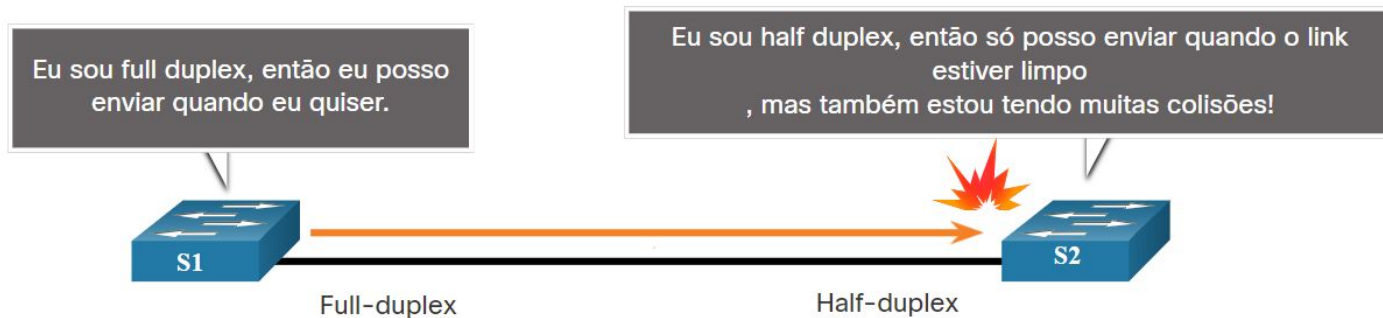 Eu sou full duplex, então eu posso
enviar quando eu quiser.
Eu sou half duplex, então só posso enviar quando o link
estiver limpo
, mas também estou tendo muitas colisões!
S1
S2
Full-duplex
Half-duplex